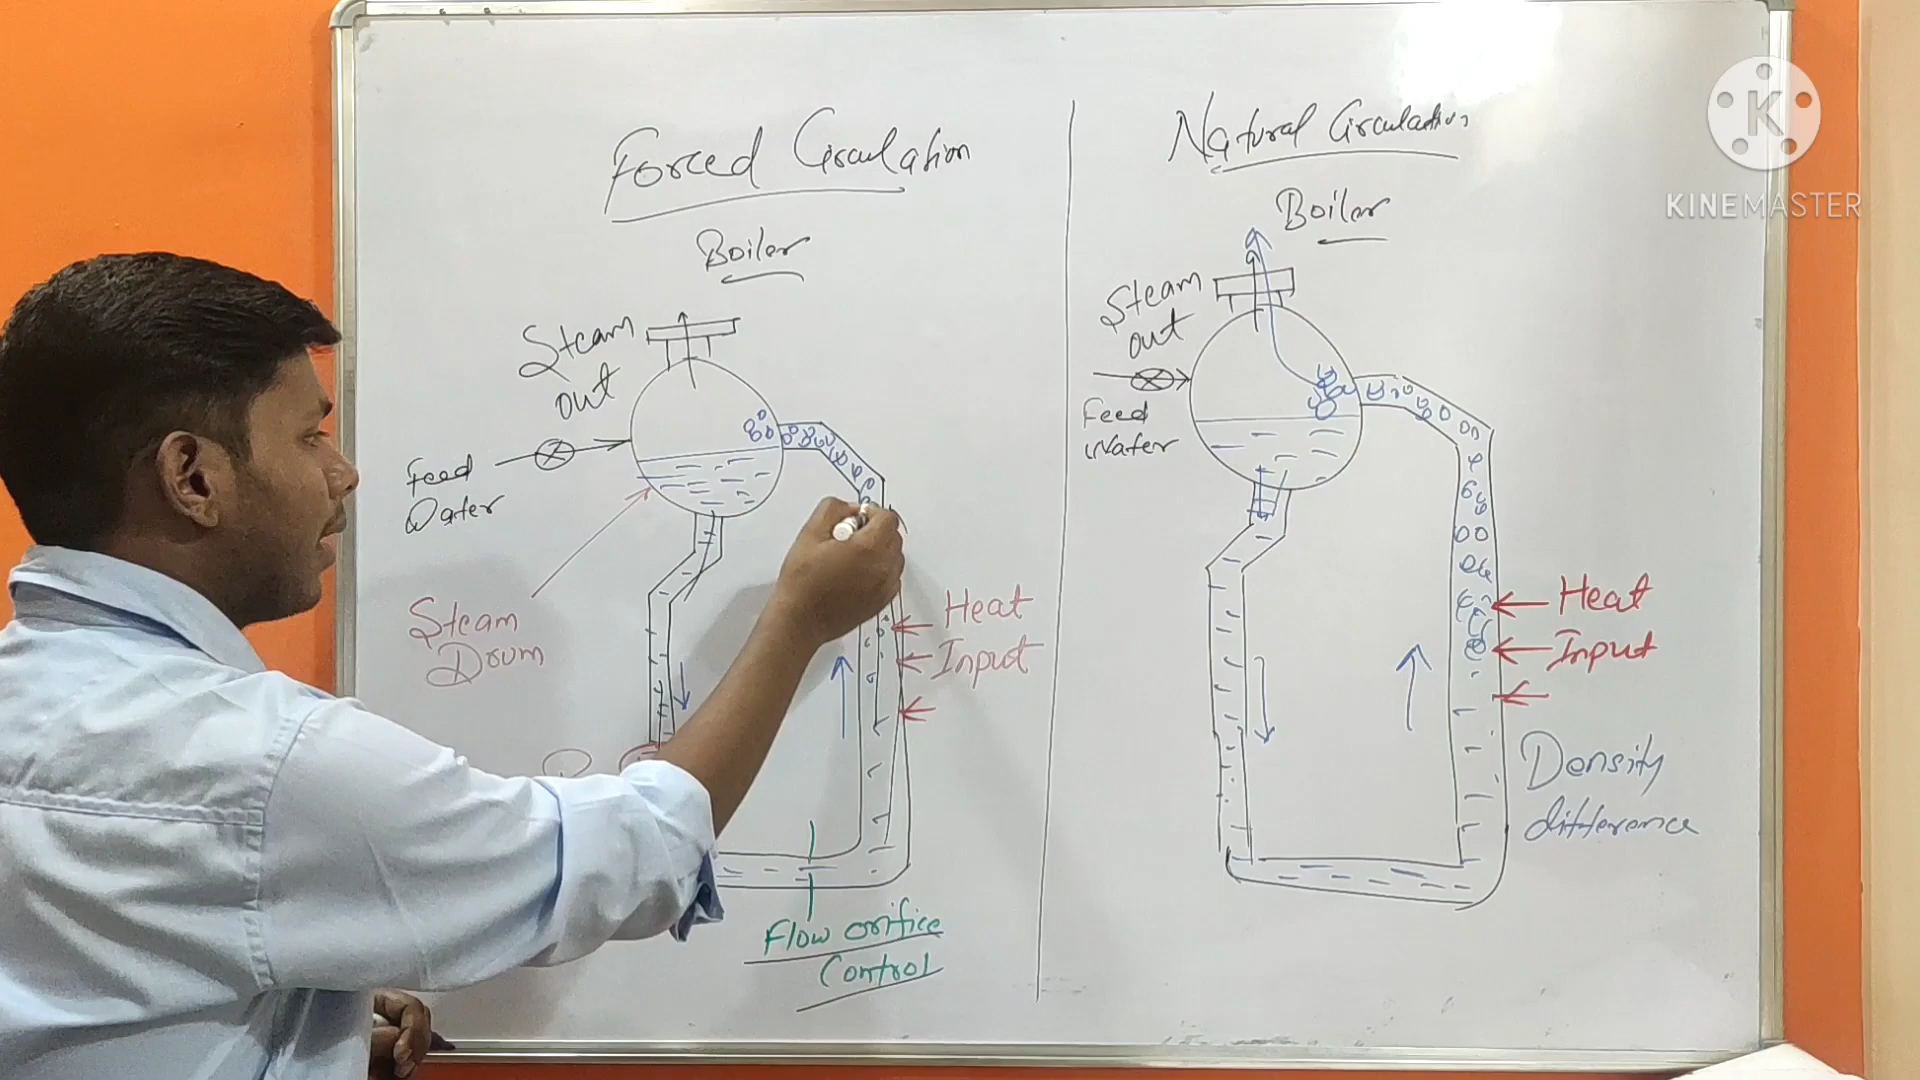 Forced Circulation
Boiler
Steam
out
Feed
Water
Steam
Drum
Heat
Input
Flow orifice
Control
Natural Circulation
Boiler
Steam
out
Feed
Water
Heat
Input
Density
difference
K
KINEMASTER